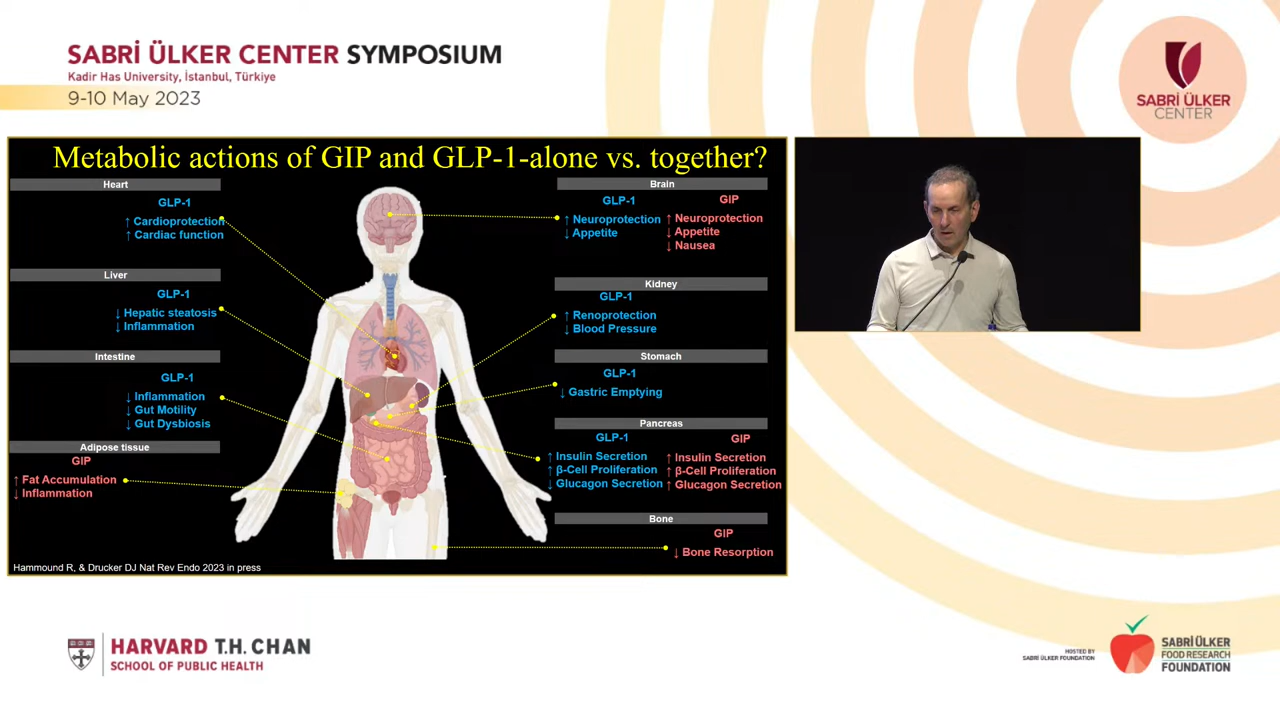 SABRİ ÜLKER CENTER SYMPOSIUM
Kadir Has University, İstanbul, Türkiye
9-10 May 2023
SABRİ ÜLKER
CENTER
Metabolic actions of GIP and GLP-1-alone vs. together?
Heart
GLP-1
↑ Cardioprotection
↑ Cardiac function
Liver
GLP-1
↓ Hepatic steatosis
↓ Inflammation
Intestine
GLP-1
↓ Inflammation
↓ Gut Motility
↓ Gut Dysbiosis
Adipose tissue
GIP
↑ Fat Accumulation
↓ Inflammation
Brain
GLP-1 GIP
↑ Neuroprotection ↑ Neuroprotection
↓ Appetite ↓ Appetite
↓ Nausea
Kidney
GLP-1
↑ Renoprotection
↓ Blood Pressure
Stomach
GLP-1
↓ Gastric Emptying
Pancreas
GLP-1 GIP
↑ Insulin Secretion ↑ Insulin Secretion
↑ β-Cell Proliferation ↑ β-Cell Proliferation
↓ Glucagon Secretion ↑ Glucagon Secretion
Bone
GIP
↓ Bone Resorption
Hammound R, & Drucker DJ Nat Rev Endo 2023 in press
HARVARD T.H. CHAN
SCHOOL OF PUBLIC HEALTH
HOSTED BY
SABRİ ÜLKER FOUNDATION
SABRİ ÜLKER
FOOD RESEARCH
FOUNDATION